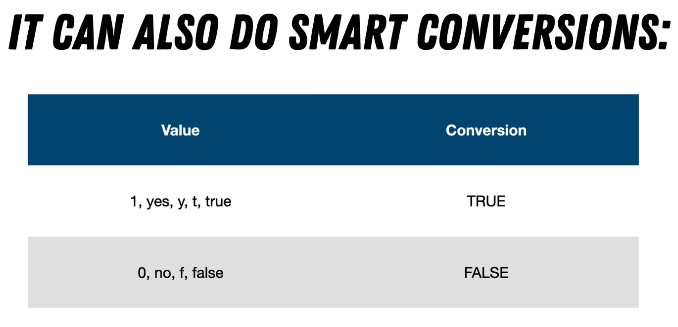 IT CAN ALSO DO SMART CONVERSIONS:
Value Conversion
1, yes, y, t, true TRUE
0, no, f, false FALSE